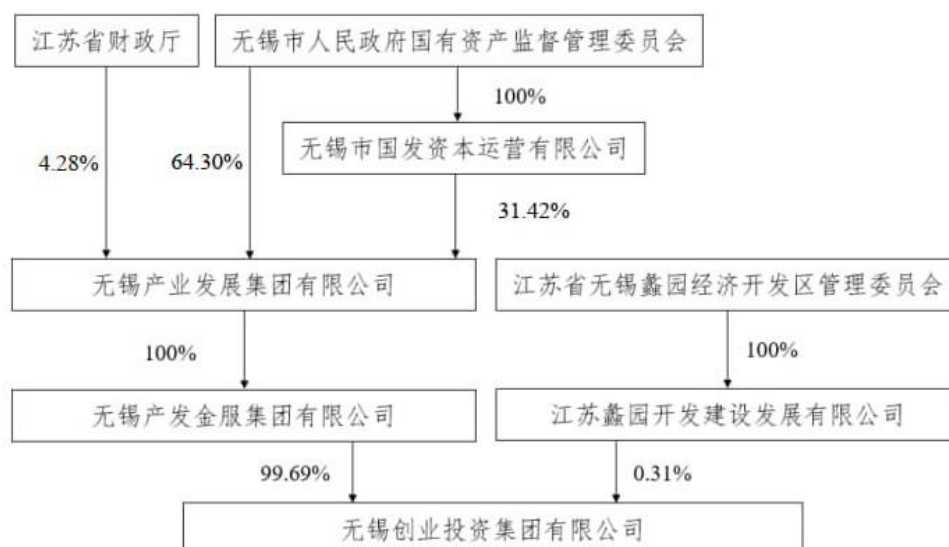 江苏省财政厅
无锡市人民政府国有资产监督管理委员会
100%
无锡市国发资本运营有限公司
4.28%
64.30%
31.42%
无锡产业发展集团有限公司
江苏省无锡蠡园经济开发区管理委员会
100%
100%
无锡产发金服集团有限公司
江苏蠡园开发建设发展有限公司
99.69%
0.31%
无锡创业投资集团有限公司